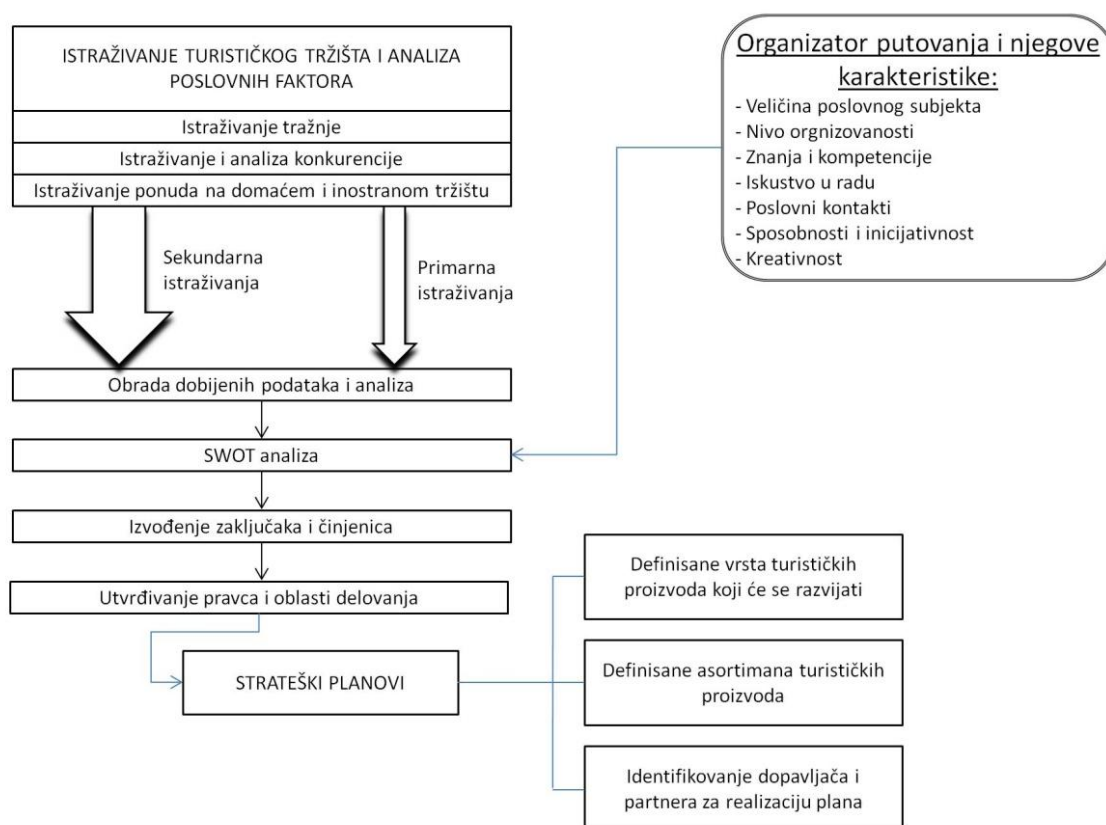 ISTRAŽIVANJE TURISTIČKOG TRŽIŠTA I ANALIZA
POSLOVNIH FAKTORA
Istraživanje tražnje
Istraživanje i analiza konkurencije
Istraživanje ponuda na domaćem i inostranom tržištu
Sekundarna
istraživanja
Primarna
istraživanja
Organizator putovanja i njegove
karakteristike:
- Veličina poslovnog subjekta
- Nivo orgnizovanosti
- Znanja i kompetencije
- Iskustvo u radu
- Poslovni kontakti
- Sposobnosti i inicijativnost
- Kreativnost
Obrada dobijenih podataka i analiza
SWOT analiza
Izvođenje zaključaka i činjenica
Utvrđivanje pravca i oblasti delovanja
STRATEŠKI PLANOVI
Definisane vrsta turističkih
proizvoda koji će se razvijati
Definisane asortimana turističkih
proizvoda
Identifikovanje dopavljača i
partnera za realizaciju plana